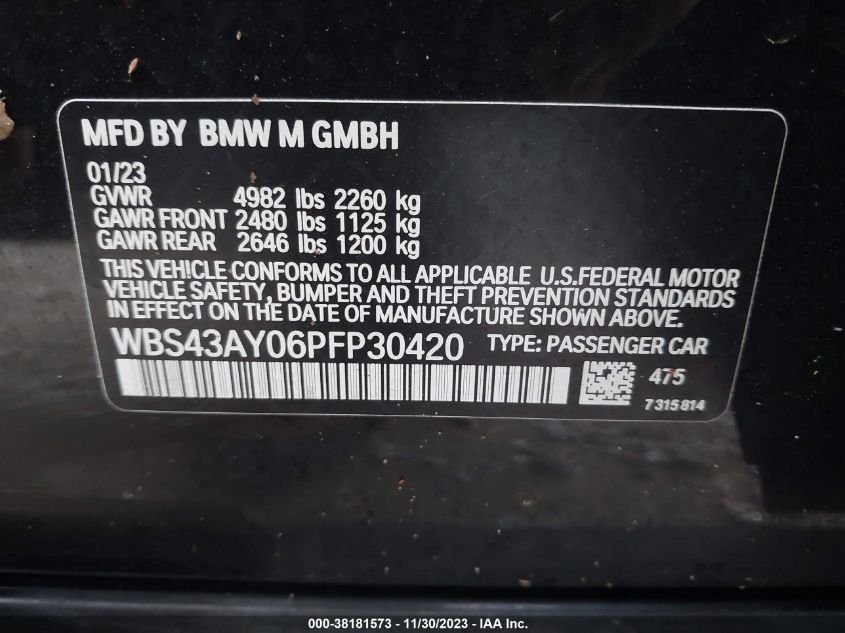 MFD BY BMW M GMBH
01/23
GVWR 4982 lbs 2260 kg
GAWR FRONT 2480 lbs 1125 kg
GAWR REAR 2646 lbs 1200 kg
THIS VEHICLE CONFORMS TO ALL APPLICABLE U.S.FEDERAL MOTOR
VEHICLE SAFETY, BUMPER AND THEFT PREVENTION STANDARDS
IN EFFECT ON THE DATE OF MANUFACTURE SHOWN ABOVE.
WBS43AY06PFP30420 TYPE: PASSENGER CAR
475
7315814
000-38181573 - 11/30/2023 - © IAA Inc.